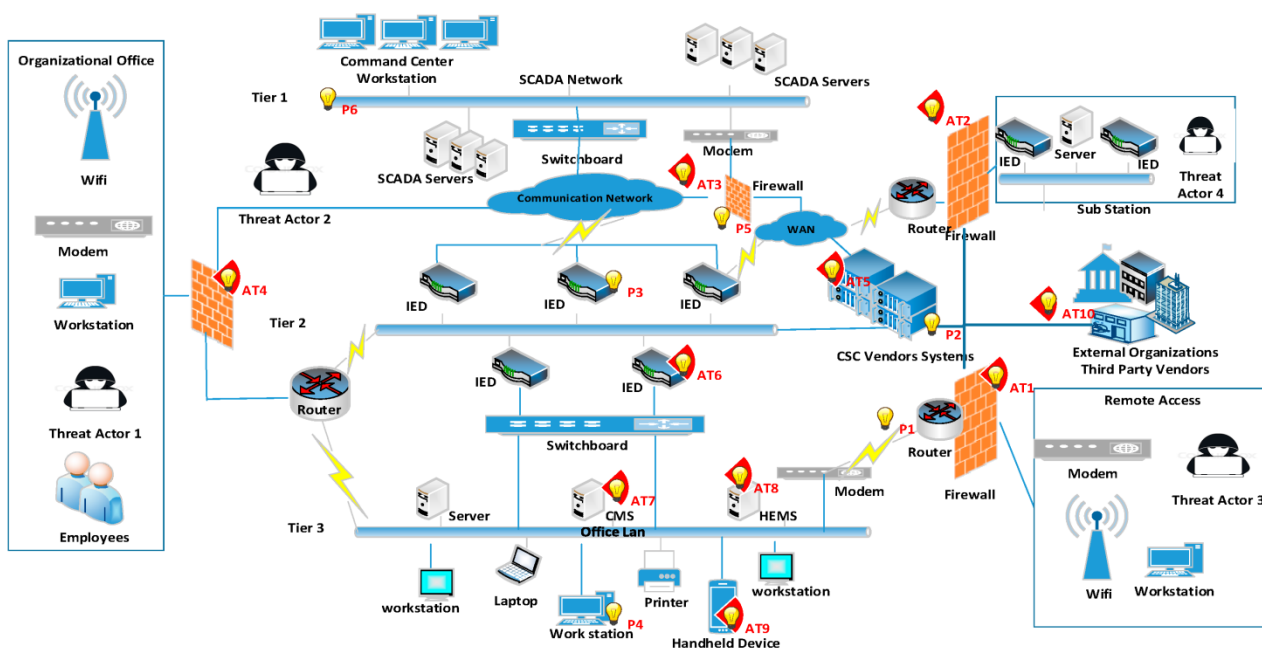 Organizational Office
Wifi
Modem
Workstation
Threat Actor 1
Employees
Command Center
Workstation
SCADA Network
SCADA Servers
Tier 1
P6
SCADA Servers
Switchboard
Modem
Threat Actor 2
Communication Network
AT3
Firewall
P5
WAN
AT2
IED
Server
IED
Threat
Actor 4
Sub Station
Router
Firewall
AT4
IED
IED
P3
IED
Tier 2
AT5
P2
CSC Vendors Systems
AT10
External Organizations
Third Party Vendors
IED
IED
AT6
Router
Switchboard
P1
Router
AT1
Firewall
Remote Access
Modem
Threat Actor 3
Wifi
Workstation
Tier 3
Server
AT7
CMS
AT8
HEMS
Modem
Office Lan
workstation
Laptop
Work station
P4
Printer
AT9
Handheld Device
workstation